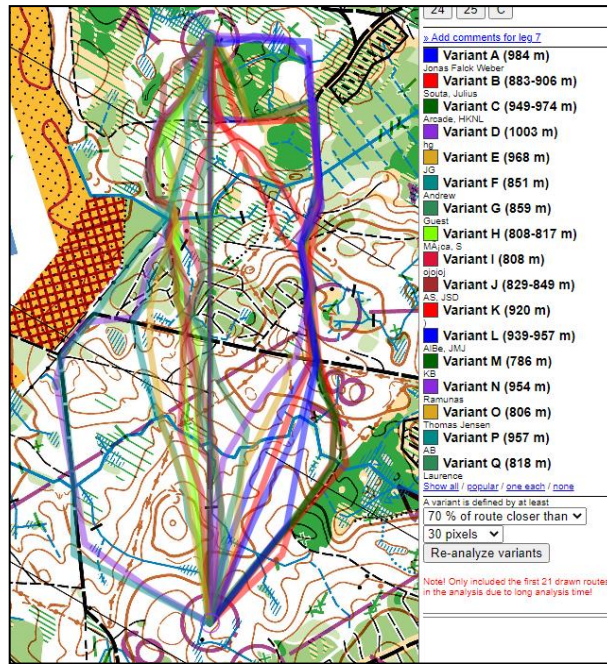 24 25 C
» Add comments for leg 7
Variant A (984 m)
Jonas Falck Weber
Variant B (883-906 m)
Souta, Julius
Variant C (949-974 m)
Arcade, HKNL
Variant D (1003 m)
hg
Variant E (968 m)
JG
Variant F (851 m)
Andrew
Variant G (859 m)
Guest
Variant H (808-817 m)
MÁ¡ca, S
Variant I (808 m)
ojojoj
Variant J (829-849 m)
AS, JSD
Variant K (920 m)
)
Variant L (939-957 m)
AlBe, JMJ
Variant M (786 m)
KB
Variant N (954 m)
Ramunas
Variant O (806 m)
Thomas Jensen
Variant P (957 m)
AB
Variant Q (818 m)
Laurence
Show all / popular / one each / none
A variant is defined by at least
70 % of route closer than
30 pixels
Re-analyze variants
Note! Only included the first 21 drawn routes
in the analysis due to long analysis time!